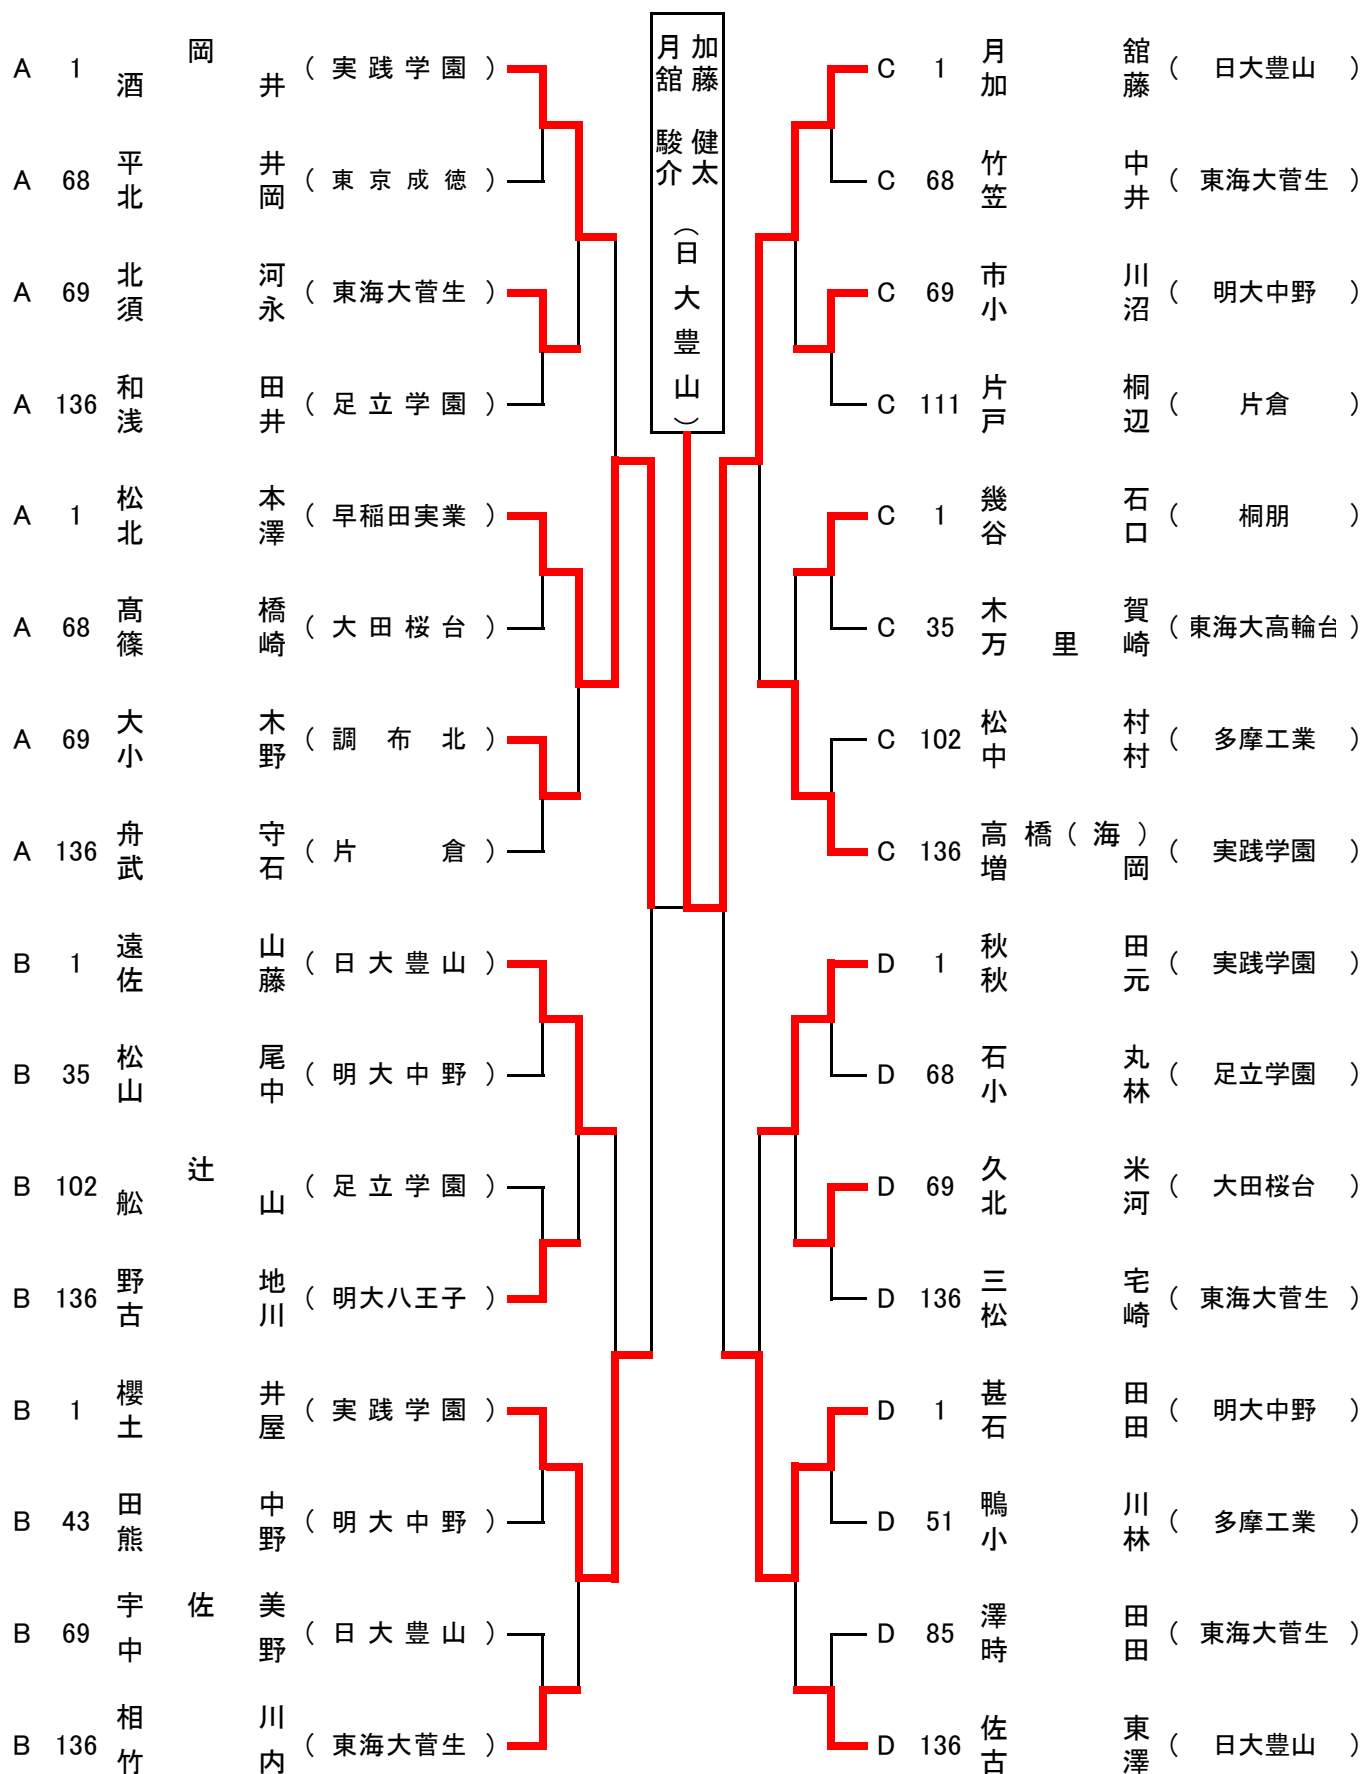 A 1 岡 酒井 (実践学園)
A 68 平井 北岡 (東京成徳)
A 69 北河 須永 (東海大菅生)
A 136 和田 浅井 (足立学園)
A 1 松本 北澤 (早稲田実業)
A 68 髙橋 篠崎 (大田桜台)
A 69 大木 小野 (調布北)
A 136 舟守 武石 (片倉)
B 1 遠山 佐藤 (日大豊山)
B 35 松尾 山中 (明大中野)
B 102 辻 舩山 (足立学園)
B 136 野地 古川 (明大八王子)
B 1 櫻井 土屋 (実践学園)
B 43 田中 熊野 (明大中野)
B 69 宇佐美 中野 (日大豊山)
B 136 相川 竹内 (東海大菅生)
加藤 健太
月舘 駿介
(日大豊山)
C 1 月舘 加藤 (日大豊山)
C 68 竹中 笠井 (東海大菅生)
C 69 市川 小沼 (明大中野)
C 111 片桐 戸辺 (片倉)
C 1 幾石 谷口 (桐朋)
C 35 木賀 万里崎 (東海大高輪台)
C 102 松村 中村 (多摩工業)
C 136 高橋(海) 増岡 (実践学園)
D 1 秋田 秋元 (実践学園)
D 68 石丸 小林 (足立学園)
D 69 久米 北河 (大田桜台)
D 136 三宅 松崎 (東海大菅生)
D 1 甚田 石田 (明大中野)
D 51 鴨川 小林 (多摩工業)
D 85 澤田 時田 (東海大菅生)
D 136 佐東 古澤 (日大豊山)